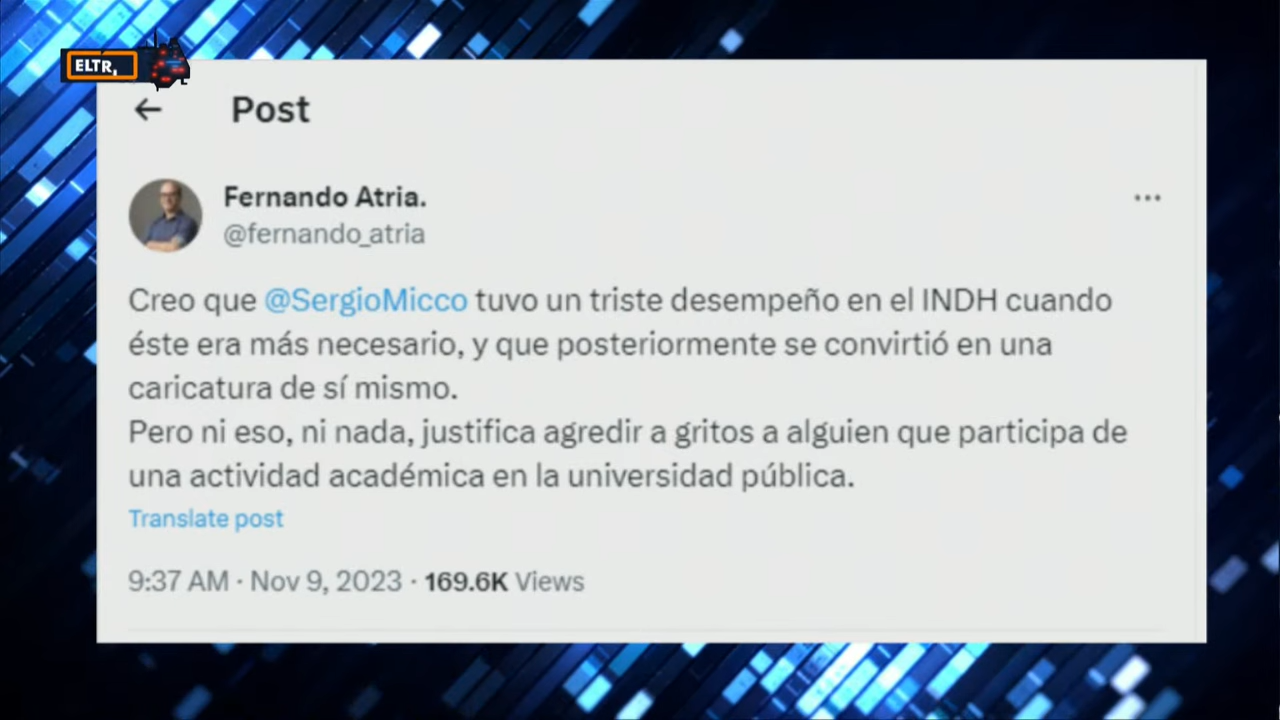 ELTR,
Post
Fernando Atria.
@fernando_atria
Creo que @SergioMicco tuvo un triste desempeño en el INDH cuando
éste era más necesario, y que posteriormente se convirtió en una
caricatura de sí mismo.
Pero ni eso, ni nada, justifica agredir a gritos a alguien que participa de
una actividad académica en la universidad pública.
Translate post
9:37 AM · Nov 9, 2023 · 169.6K Views